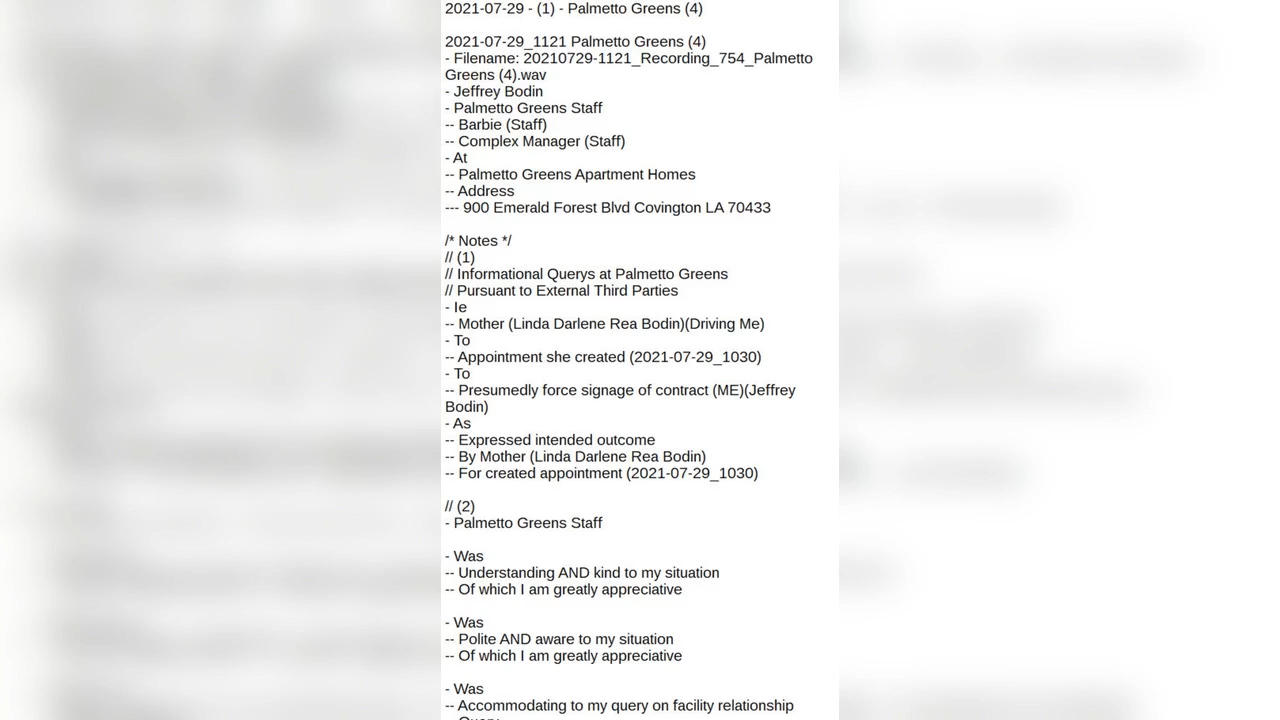 2021-07-29 - (1) - Palmetto Greens (4)
2021-07-29_1121 Palmetto Greens (4)
- Filename: 20210729-1121_Recording_754_Palmetto
Greens (4).wav
- Jeffrey Bodin
- Palmetto Greens Staff
-- Barbie (Staff)
-- Complex Manager (Staff)
- At
-- Palmetto Greens Apartment Homes
-- Address
--- 900 Emerald Forest Blvd Covington LA 70433
/* Notes */
// (1)
// Informational Querys at Palmetto Greens
// Pursuant to External Third Parties
- Ie
-- Mother (Linda Darlene Rea Bodin)(Driving Me)
- To
-- Appointment she created (2021-07-29_1030)
- To
-- Presumedly force signage of contract (ME)(Jeffrey
Bodin)
- As
-- Expressed intended outcome
-- By Mother (Linda Darlene Rea Bodin)
-- For created appointment (2021-07-29_1030)
// (2)
- Palmetto Greens Staff
- Was
-- Understanding AND kind to my situation
-- Of which I am greatly appreciative
- Was
-- Polite AND aware to my situation
-- Of which I am greatly appreciative
- Was
-- Accommodating to my query on facility relationship